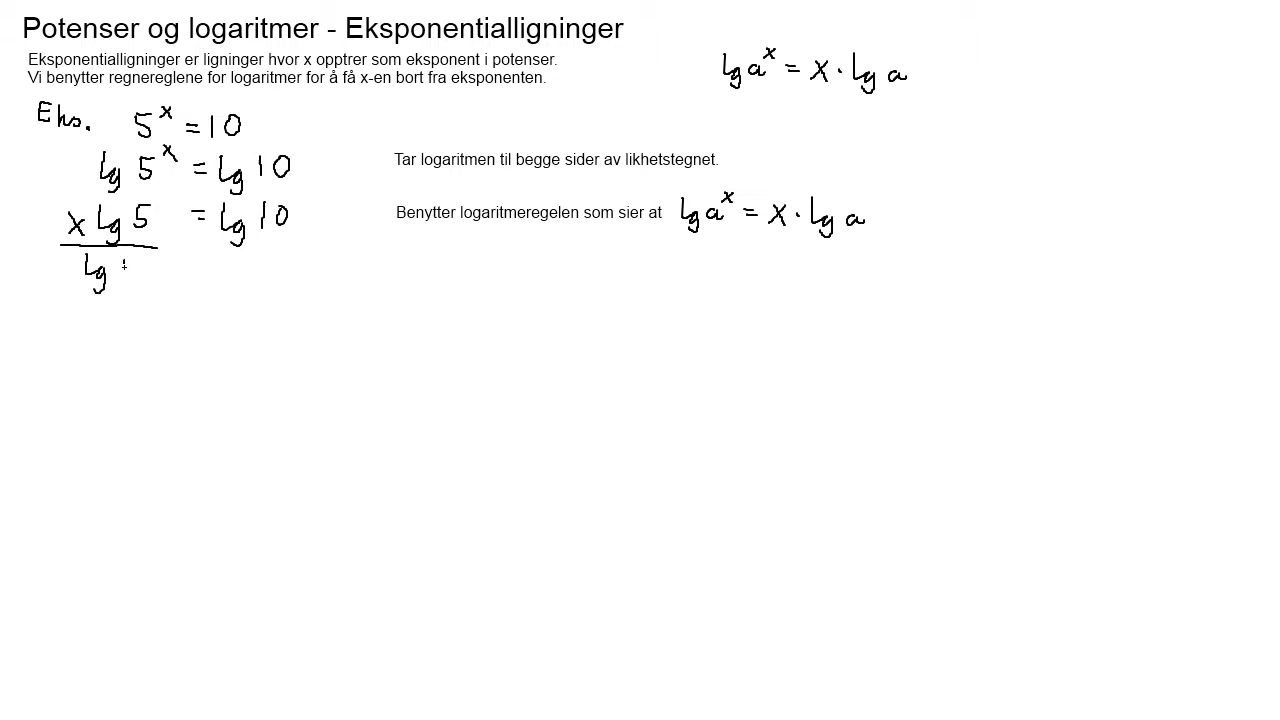 Potenser og logaritmer - Eksponentialligninger
Eksponentialligninger er ligninger hvor x opptrer som eksponent i potenser.
Vi benytter regnereglene for logaritmer for å få x-en bort fra eksponenten.
lg a^x = x · lg a
Eks. 5^x = 10
lg 5^x = lg 10 Tar logaritmen til begge sider av likhetstegnet.
x lg 5 = lg 10 Benytter logaritmeregelen som sier at lg a^x = x · lg a
lg